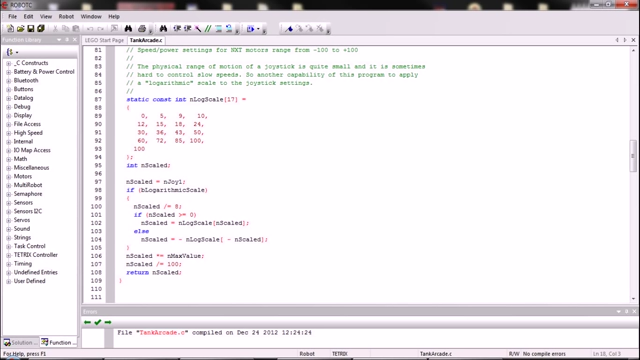 ROBOTC
File Edit View Robot Window Help
Function Library
LEGO Start Page TankArcade.c
_C Constructs
Battery & Power Control
Bluetooth
Buttons
Datalog
Debug
Display
File Access
High Speed
Internal
IO Map Access
Math
Miscellaneous
Motors
MultiRobot
Semaphore
Sensors
Sensors I2C
Servos
Sound
Strings
Task Control
TETRIX Controller
Timing
Undefined Entries
User Defined
81 // Speed/power settings for NXT motors range from -100 to +100
82 //
83 // The physical range of motion of a joystick is quite small and it is sometimes
84 // hard to control slow speeds. So another capability of this program to apply
85 // a "logarithmic" scale to the joystick settings.
86 //
87 static const int nLogScale[17] =
88 {
89 0, 5, 9, 10,
90 12, 15, 18, 24,
91 30, 36, 43, 50,
92 60, 72, 85, 100,
93 100
94 };
95 int nScaled;
96
97 nScaled = nJoy1;
98 if (bLogarithmicScale)
99 {
100 nScaled /= 8;
101 if (nScaled >= 0)
102 nScaled = nLogScale[nScaled];
103 else
104 nScaled = - nLogScale[ - nScaled];
105 }
106 nScaled *= nMaxValue;
107 nScaled /= 100;
108 return nScaled;
109 }
110
111
Errors
File "TankArcade.c" compiled on Dec 24 2012 12:24:24
Solution ... Function ...
For Help, press F1 Robot TETRIX TankArcade.c R/W No compile errors Ln 18, Col 3